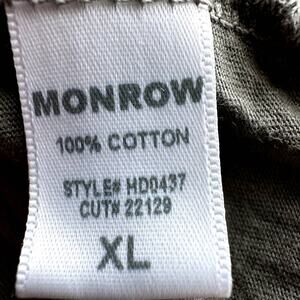 MONROW
100% COTTON
STYLE# HD0437
CUT# 22129
XL